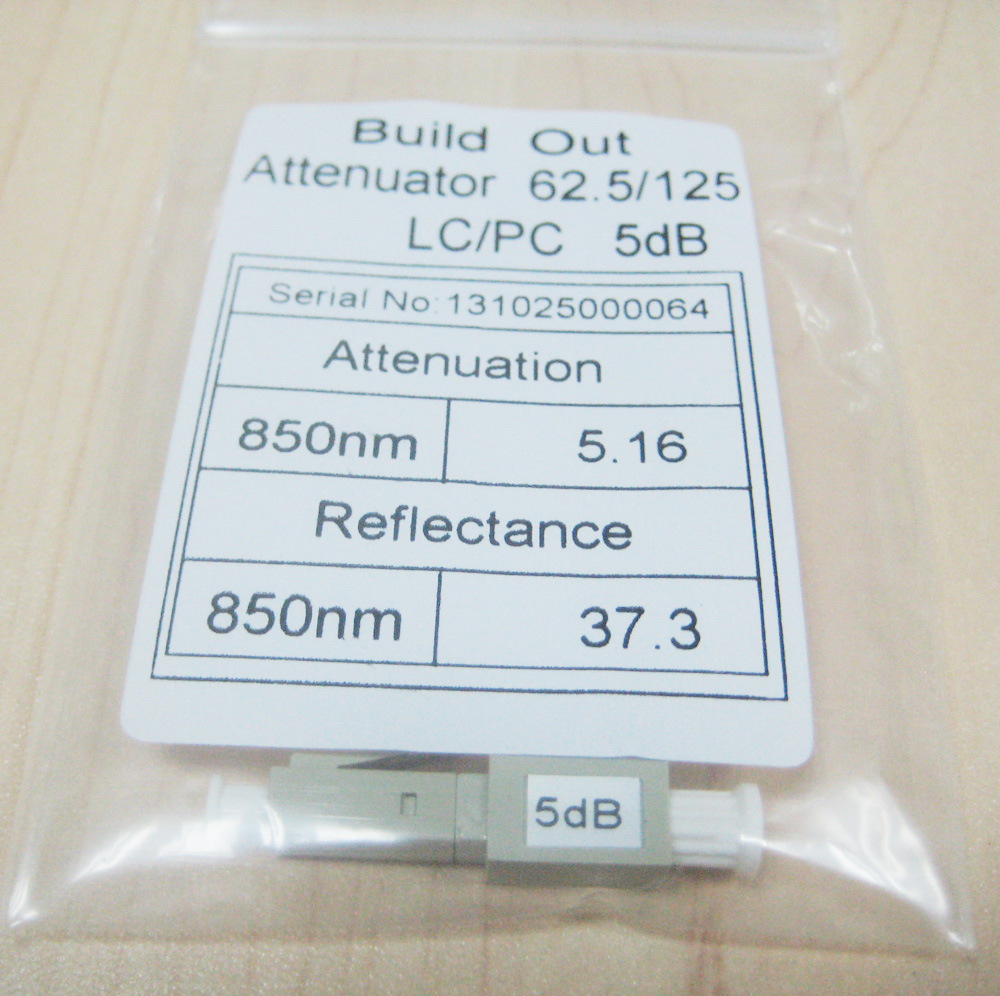 Build Out
Attenuator 62.5/125
LC/PC 5dB
Serial No:131025000064
Attenuation
850nm 5.16
Reflectance
850nm 37.3
5dB